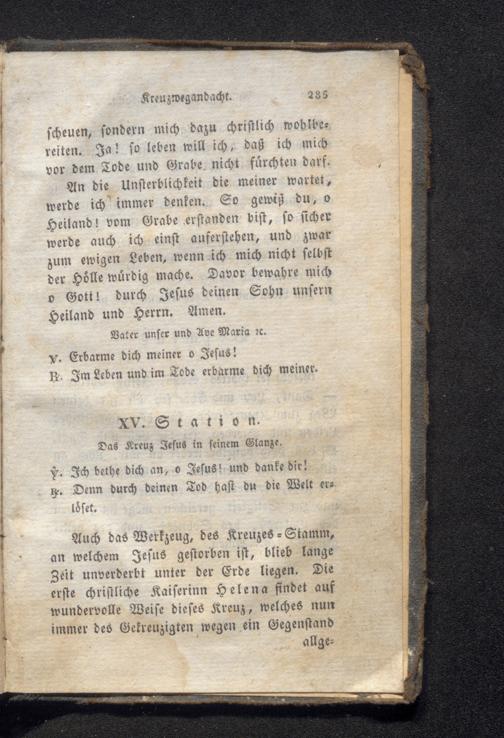 Kreuzwegandacht. 235
scheuen, sondern mich dazu christlich wohlbe-
reiten. Ja! so leben will ich, daß ich mich
vor dem Tode und Grabe nicht fürchten darf.
An die Unsterblichkeit die meiner wartet,
werde ich immer denken. So gewiß du, o
Heiland! vom Grabe erstanden bist, so sicher
werde auch ich einst auferstehen, und zwar
zum ewigen Leben, wenn ich mich nicht selbst
der Hölle würdig mache. Davor bewahre mich
o Gott! durch Jesus deinen Sohn unsern
Heiland und Herrn. Amen.
Vater unser und Ave Maria ꝛc.
V. Erbarme dich meiner o Jesus!
℟. Im Leben und im Tode erbarme dich meiner.
XV. Station.
Das Kreuz Jesus in seinem Glanze.
℣. Ich bethe dich an, o Jesus! und danke dir!
℟. Denn durch deinen Tod hast du die Welt er-
löset.
Auch das Werkzeug, des Kreuzes-Stamm,
an welchem Jesus gestorben ist, blieb lange
Zeit unverderbt unter der Erde liegen. Die
erste christliche Kaiserinn Helena findet auf
wundervolle Weise dieses Kreuz, welches nun
immer des Gekreuzigten wegen ein Gegenstand
allge-